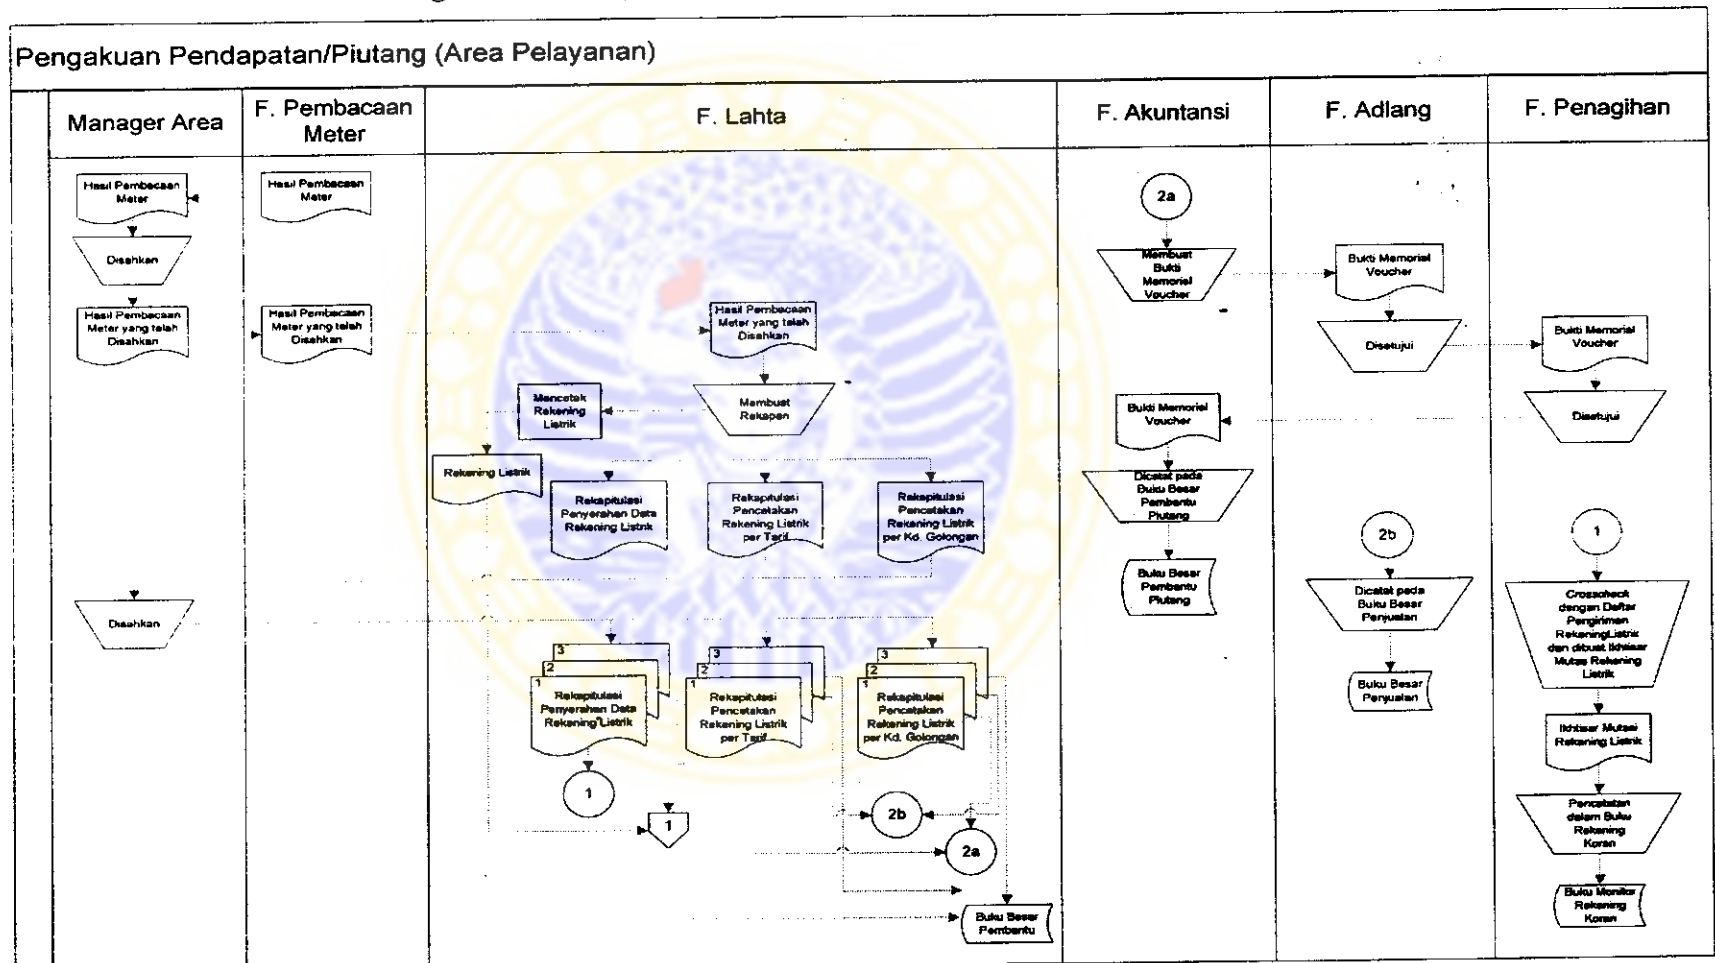 Pengakuan Pendapatan/Piutang (Area Pelayanan)
Manager Area
F. Pembacaan
Meter
F. Lahta
F. Akuntansi
F. Adlang
F. Penagihan
Hasil Pembacaan
Meter
Disahkan
Hasil Pembacaan
Meter yang telah
Disahkan
Disahkan
Hasil Pembacaan
Meter
Hasil Pembacaan
Meter yang telah
Disahkan
Hasil Pembacaan
Meter yang telah
Disahkan
Membuat
Rekapan
Mencetak
Rekening
Listrik
Rekening Listrik
Rekapitulasi
Penyerahan Data
Rekening Listrik
Rekapitulasi
Pencetakan
Rekening Listrik
per Tarif
Rekapitulasi
Pencetakan
Rekening Listrik
per Kd. Golongan
3
2
1
Rekapitulasi
Penyerahan Data
Rekening Listrik
3
2
1
Rekapitulasi
Pencetakan
Rekening Listrik
per Tarif
3
2
1
Rekapitulasi
Pencetakan
Rekening Listrik
per Kd. Golongan
1
1
2b
2a
Buku Besar
Pembantu
2a
Membuat
Bukti
Memorial
Voucher
Bukti Memorial
Voucher
Dicatat pada
Buku Besar
Pembantu
Piutang
Buku Besar
Pembantu
Piutang
Bukti Memorial
Voucher
Disetujui
2b
Dicatat pada
Buku Besar
Penjualan
Buku Besar
Penjualan
Bukti Memorial
Voucher
Disetujui
1
Crosscheck
dengan Daftar
Pengiriman
RekeningListrik
dan dibuat Ikhtisar
Mutas Rekening
Listrik
Ikhtisar Mutasi
Rekening Listrik
Pencatatan
dalam Buku
Rekening
Koran
Buku Monitor
Rekening
Koran